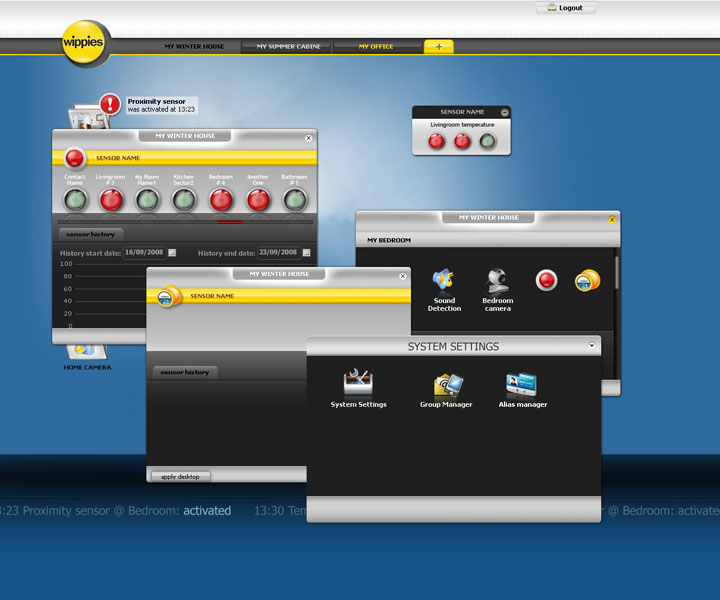 Logout
wippies
MY WINTER HOUSE
MY SUMMER CABINE
MY OFFICE
+
Proximity sensor
was activated at 13:23
MY WINTER HOUSE
SENSOR NAME
Contact Name
Livingroom # 3
My Room Name1
Kitchen Sector2
Bedroom # 4
Another One
Bathroom # 1
sensor history
History start date: 16/09/2008
History end date: 23/09/2008
100
80
60
40
20
0
HOME CAMERA
SENSOR NAME
Livingroom temperature
MY WINTER HOUSE
MY BEDROOM
Sound Detection
Bedroom camera
MY WINTER HOUSE
SENSOR NAME
sensor history
apply desktop
SYSTEM SETTINGS
System Settings
Group Manager
Alias manager
3:23 Proximity sensor @ Bedroom: activated
13:30 Ten
r @ Bedroom: activate